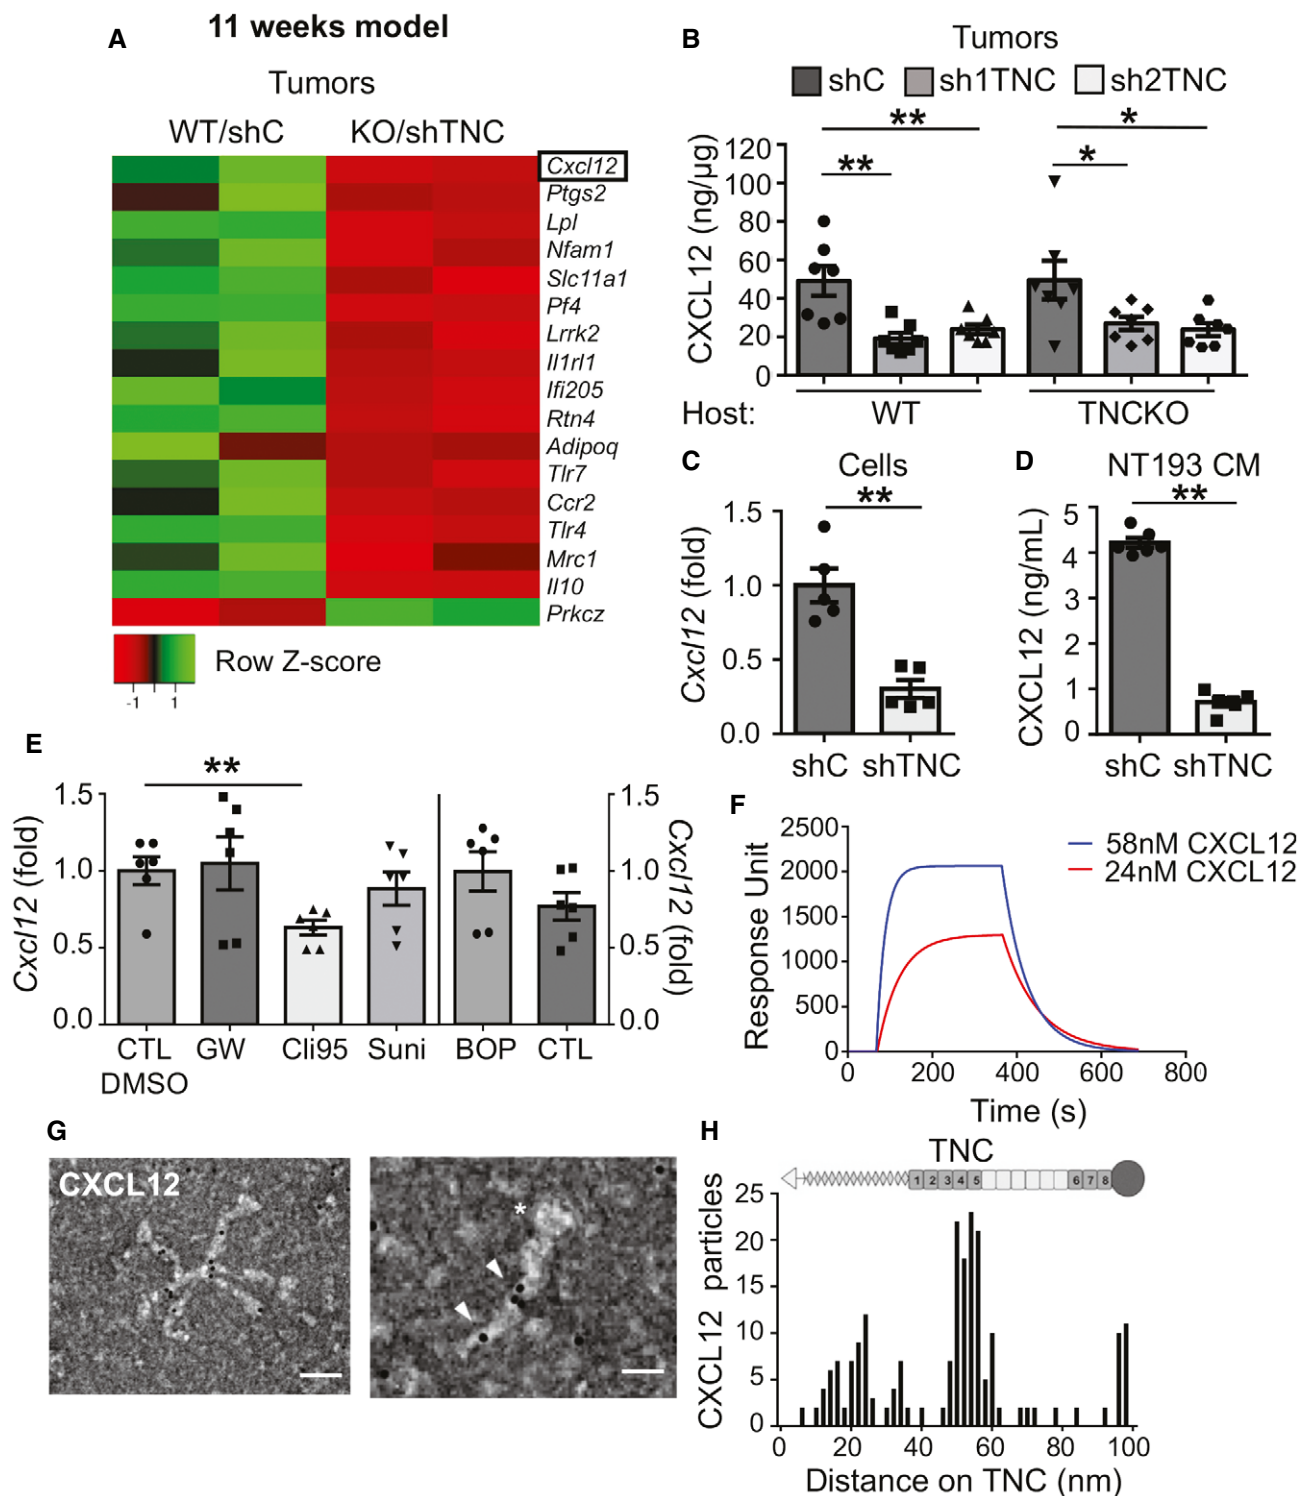 A
11 weeks model
Tumors
WT/shC KO/shTNC
Cxcl12
Ptgs2
Lpl
Nfam1
Slc11a1
Pf4
Lrrk2
Il1rl1
Ifi205
Rtn4
Adipoq
Tlr7
Ccr2
Tlr4
Mrc1
Il10
Prkcz
Row Z-score
-1 1
B
Tumors
shC sh1TNC sh2TNC
** *
** *
CXCL12 (ng/µg)
120
100
80
60
40
20
0
Host: WT TNCKO
C
Cells
**
Cxcl12 (fold)
1.5
1.0
0.5
0.0
shC shTNC
D
NT193 CM
**
CXCL12 (ng/mL)
5
4
3
2
1
0
shC shTNC
E
**
Cxcl12 (fold)
1.5
1.0
0.5
0.0
CTL GW Cli95 Suni BOP CTL
DMSO
1.5
1.0
0.5
0.0
Cxcl12 (fold)
F
Response Unit
2500
2000
1500
1000
500
0
0 200 400 600 800
Time (s)
58nM CXCL12
24nM CXCL12
G
CXCL12
*
H
TNC
1 2 3 4 5 6 7 8
CXCL12 particles
25
20
15
10
5
0
0 20 40 60 80 100
Distance on TNC (nm)